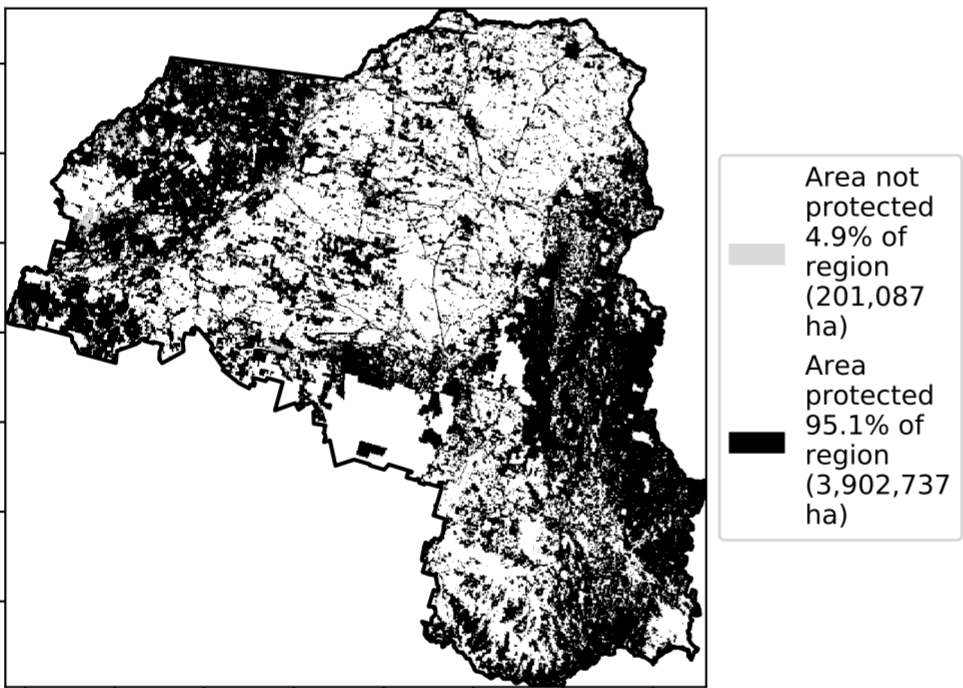 Area not
protected
4.9% of
region
(201,087
ha)
Area
protected
95.1% of
region
(3,902,737
ha)